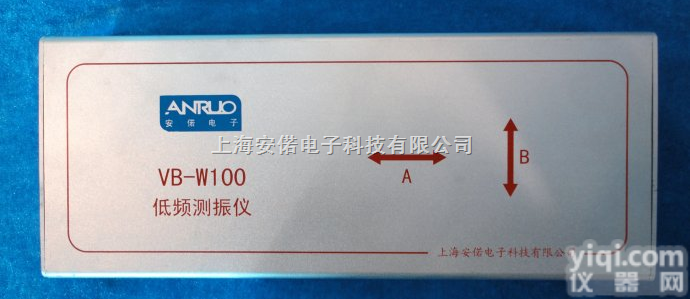 ANRUO
安偌电子
上海安偌电子科技有限公司
VB-W100
低频测振仪
A
B
上海安偌电子科技有限公
yiqi.com
仪器网